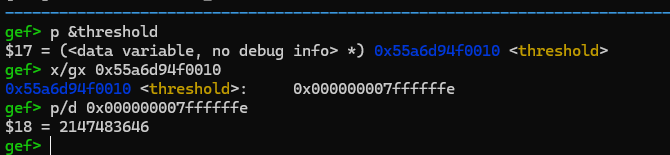 gef> p &threshold
$17 = (<data variable, no debug info> *) 0x55a6d94f0010 <threshold>
gef> x/gx 0x55a6d94f0010
0x55a6d94f0010 <threshold>:     0x000000007ffffffe
gef> p/d 0x000000007ffffffe
$18 = 2147483646
gef>